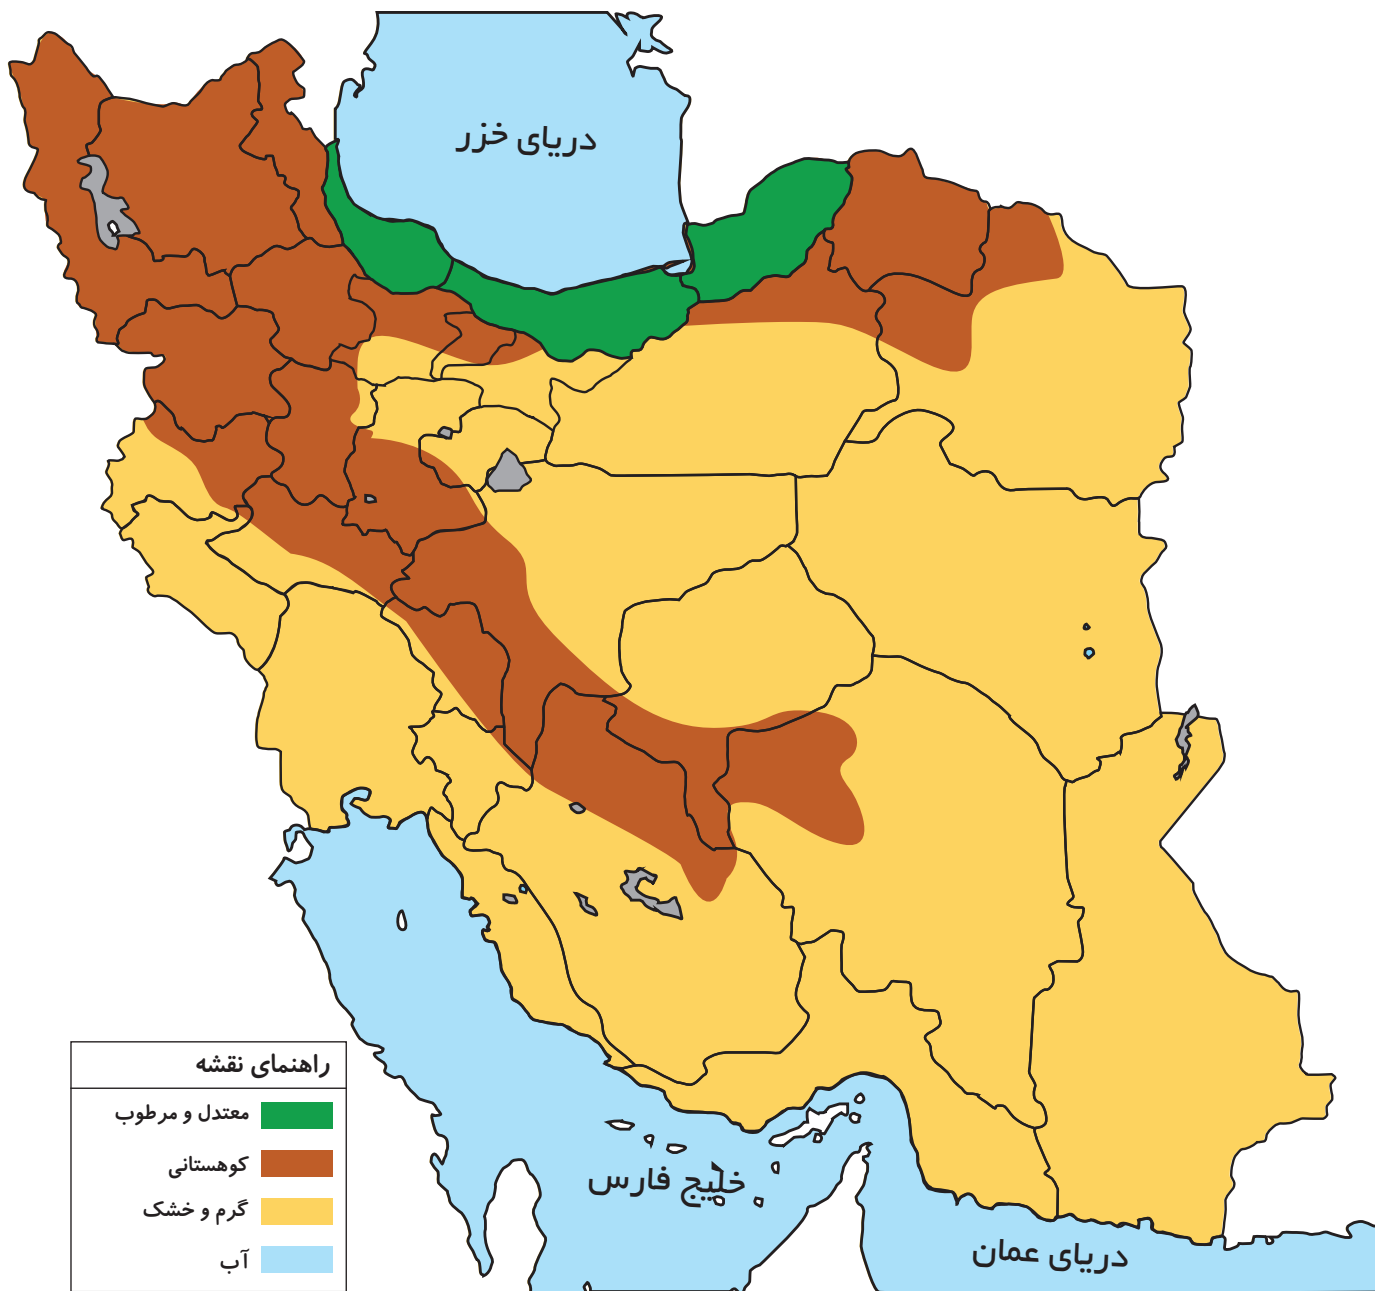 دریای خزر
راهنمای نقشه
معتدل و مرطوب
کوهستانی
گرم و خشک
آب
خلیج فارس
دریای عمان